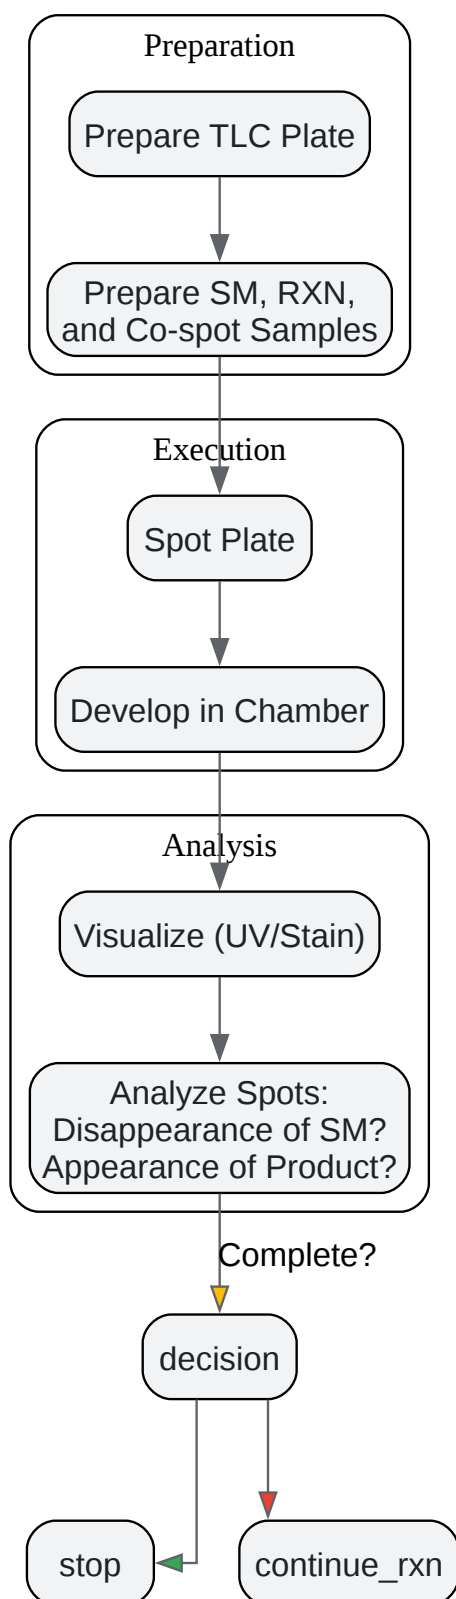 Preparation
Prepare TLC Plate
Prepare SM, RXN,
and Co-spot Samples
Execution
Spot Plate
Develop in Chamber
Analysis
Visualize (UV/Stain)
Analyze Spots:
Disappearance of SM?
Appearance of Product?
Complete?
decision
stop
continue_rxn